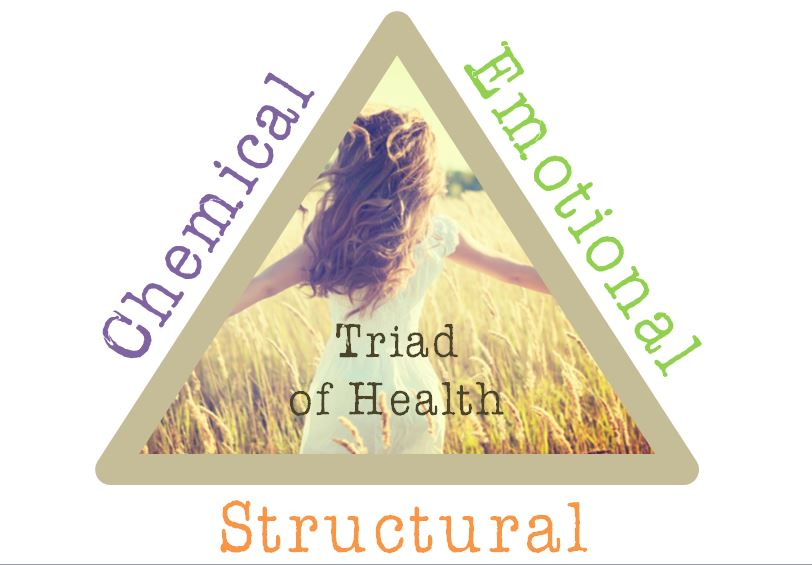 Chemical
Emotional
Triad
of Health
Structural